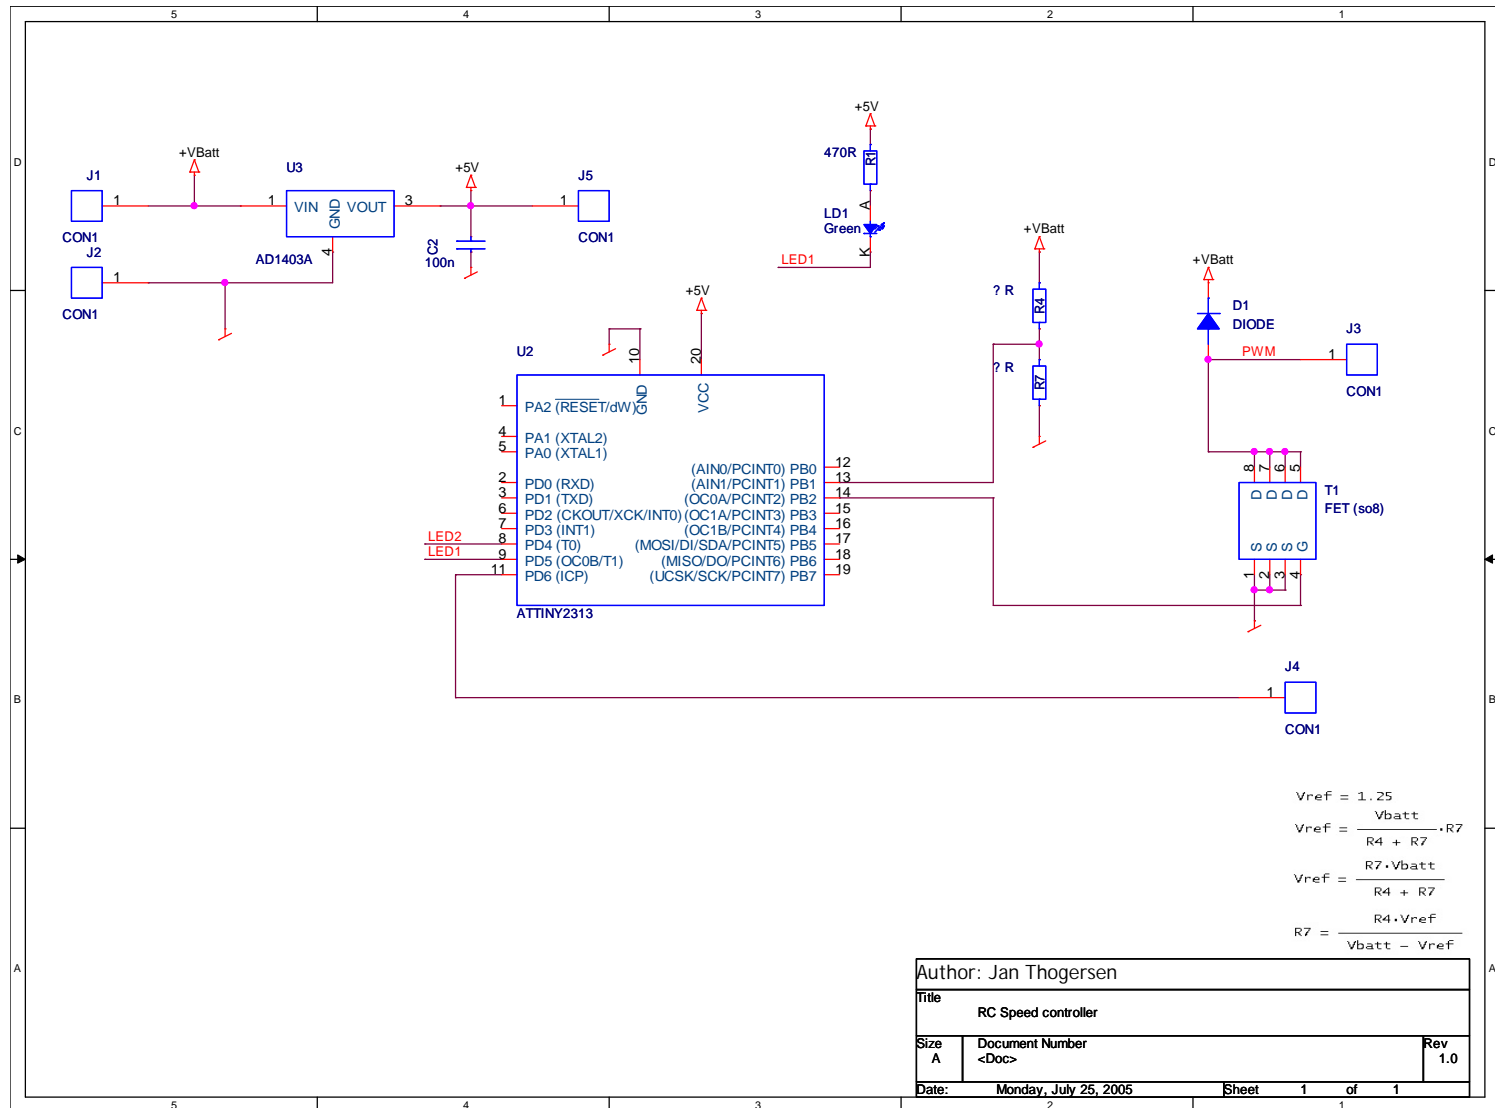 5 4 3 2 1
D
D
C
C
B
B
A
A
+VBatt
J1
1
CON1
J2
1
CON1
U3
1
VIN
GND
VOUT
3
4
AD1403A
+5V
C2
100n
J5
1
CON1
+5V
470R
R1
A
LD1
Green
K
LED1
+VBatt
? R
R4
? R
R7
+VBatt
D1
DIODE
PWM
J3
1
CON1
+5V
U2
10
20
GND
VCC
1 PA2 (RESET/dW)
4 PA1 (XTAL2)
5 PA0 (XTAL1)
2 PD0 (RXD)
3 PD1 (TXD)
6 PD2 (CKOUT/XCK/INT0)
7 PD3 (INT1)
LED2 8 PD4 (T0)
LED1 9 PD5 (OC0B/T1)
11 PD6 (ICP)
(AIN0/PCINT0) PB0 12
(AIN1/PCINT1) PB1 13
(OC0A/PCINT2) PB2 14
(OC1A/PCINT3) PB3 15
(OC1B/PCINT4) PB4 16
(MOSI/DI/SDA/PCINT5) PB5 17
(MISO/DO/PCINT6) PB6 18
(UCSK/SCK/PCINT7) PB7 19
ATTINY2313
8 7 6 5
D D D D
T1
FET (so8)
S S S G
1 2 3 4
J4
1
CON1
Vref = 1.25
Vref = Vbatt / R4 + R7 · R7
Vref = R7·Vbatt / R4 + R7
R7 = R4·Vref / Vbatt − Vref
Author: Jan Thogersen
Title
RC Speed controller
Size Document Number Rev
A <Doc> 1.0
Date: Monday, July 25, 2005 Sheet 1 of 1
5 4 3 2 1